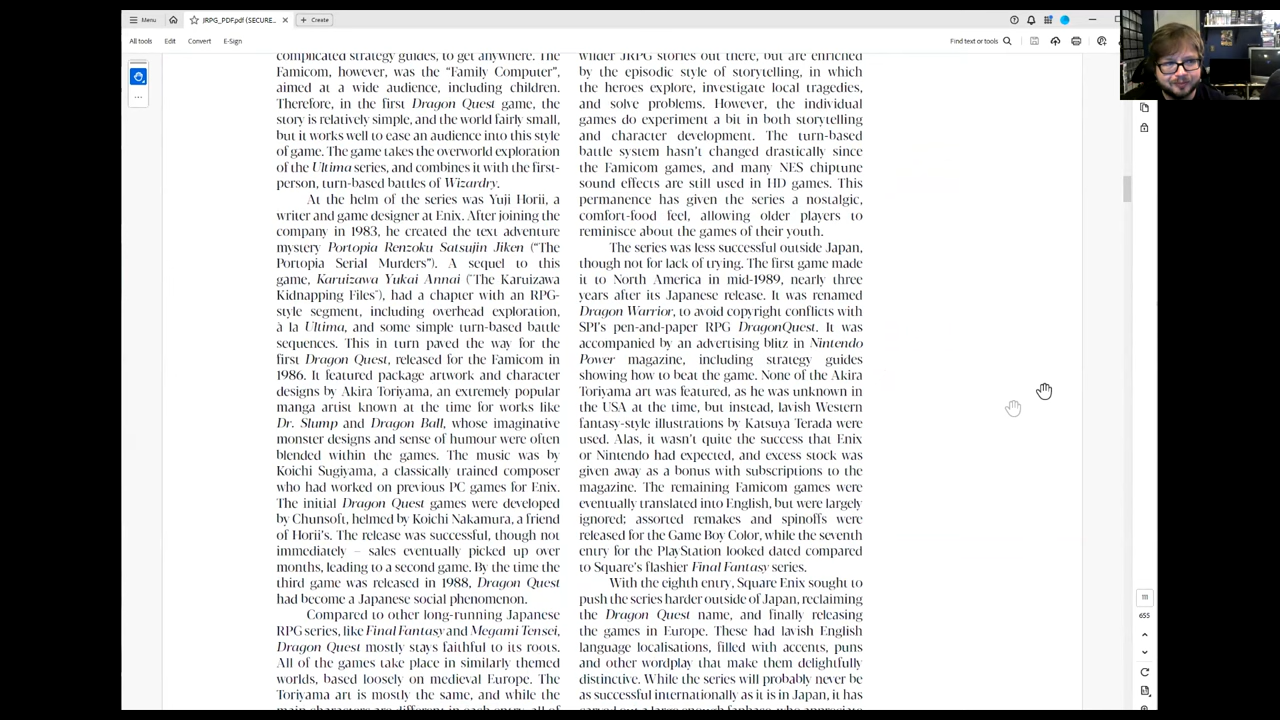 Menu
JRPG_PDF.pdf (SECURE...
Create
All tools
Edit
Convert
E-Sign
Find text or tools
complicated strategy guides, to get anywhere. The
Famicom, however, was the “Family Computer”,
aimed at a wide audience, including children.
Therefore, in the first Dragon Quest game, the
story is relatively simple, and the world fairly small,
but it works well to ease an audience into this style
of game. The game takes the overworld exploration
of the Ultima series, and combines it with the first-
person, turn-based battles of Wizardry.
At the helm of the series was Yuji Horii, a
writer and game designer at Enix. After joining the
company in 1983, he created the text adventure
mystery Portopia Renzoku Satsujin Jiken (“The
Portopia Serial Murders”). A sequel to this
game, Karuizawa Yukai Annai (“The Karuizawa
Kidnapping Files”), had a chapter with an RPG-
style segment, including overhead exploration,
à la Ultima, and some simple turn-based battle
sequences. This in turn paved the way for the
first Dragon Quest, released for the Famicom in
1986. It featured package artwork and character
designs by Akira Toriyama, an extremely popular
manga artist known at the time for works like
Dr. Slump and Dragon Ball, whose imaginative
monster designs and sense of humour were often
blended within the games. The music was by
Koichi Sugiyama, a classically trained composer
who had worked on previous PC games for Enix.
The initial Dragon Quest games were developed
by Chunsoft, helmed by Koichi Nakamura, a friend
of Horii’s. The release was successful, though not
immediately – sales eventually picked up over
months, leading to a second game. By the time the
third game was released in 1988, Dragon Quest
had become a Japanese social phenomenon.
Compared to other long-running Japanese
RPG series, like Final Fantasy and Megami Tensei,
Dragon Quest mostly stays faithful to its roots.
All of the games take place in similarly themed
worlds, based loosely on medieval Europe. The
Toriyama art is mostly the same, and while the
main characters are different in each entry, all of
wider JRPG stories out there, but are enriched
by the episodic style of storytelling, in which
the heroes explore, investigate local tragedies,
and solve problems. However, the individual
games do experiment a bit in both storytelling
and character development. The turn-based
battle system hasn’t changed drastically since
the Famicom games, and many NES chiptune
sound effects are still used in HD games. This
permanence has given the series a nostalgic,
comfort-food feel, allowing older players to
reminisce about the games of their youth.
The series was less successful outside Japan,
though not for lack of trying. The first game made
it to North America in mid-1989, nearly three
years after its Japanese release. It was renamed
Dragon Warrior, to avoid copyright conflicts with
SPI’s pen-and-paper RPG DragonQuest. It was
accompanied by an advertising blitz in Nintendo
Power magazine, including strategy guides
showing how to beat the game. None of the Akira
Toriyama art was featured, as he was unknown in
the USA at the time, but instead, lavish Western
fantasy-style illustrations by Katsuya Terada were
used. Alas, it wasn’t quite the success that Enix
or Nintendo had expected, and excess stock was
given away as a bonus with subscriptions to the
magazine. The remaining Famicom games were
eventually translated into English, but were largely
ignored; assorted remakes and spinoffs were
released for the Game Boy Color, while the seventh
entry for the PlayStation looked dated compared
to Square’s flashier Final Fantasy series.
With the eighth entry, Square Enix sought to
push the series harder outside of Japan, reclaiming
the Dragon Quest name, and finally releasing
the games in Europe. These had lavish English
language localisations, filled with accents, puns
and other wordplay that make them delightfully
distinctive. While the series will probably never be
as successful internationally as it is in Japan, it has
carved out a large enough fanbase who appreciate
655